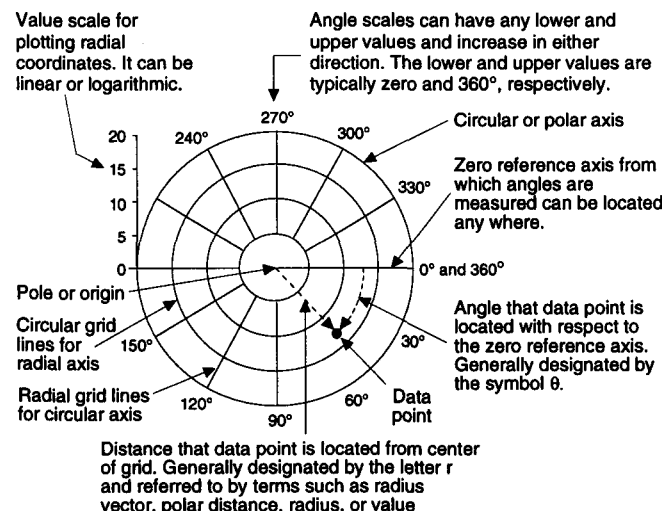 Value scale for
plotting radial
coordinates. It can be
linear or logarithmic.
Angle scales can have any lower and
upper values and increase in either
direction. The lower and upper values are
typically zero and 360°, respectively.
270°
240°
300°
Circular or polar axis
20
15
10
5
0
330°
Zero reference axis from
which angles are
measured can be located
any where.
0° and 360°
Pole or origin
Circular grid
lines for
radial axis
150°
30°
Angle that data point is
located with respect to
the zero reference axis.
Generally designated by
the symbol θ.
Radial grid lines
for circular axis
120°
90°
60°
Data
point
Distance that data point is located from center
of grid. Generally designated by the letter r
and referred to by terms such as radius
vector, polar distance, radius, or value